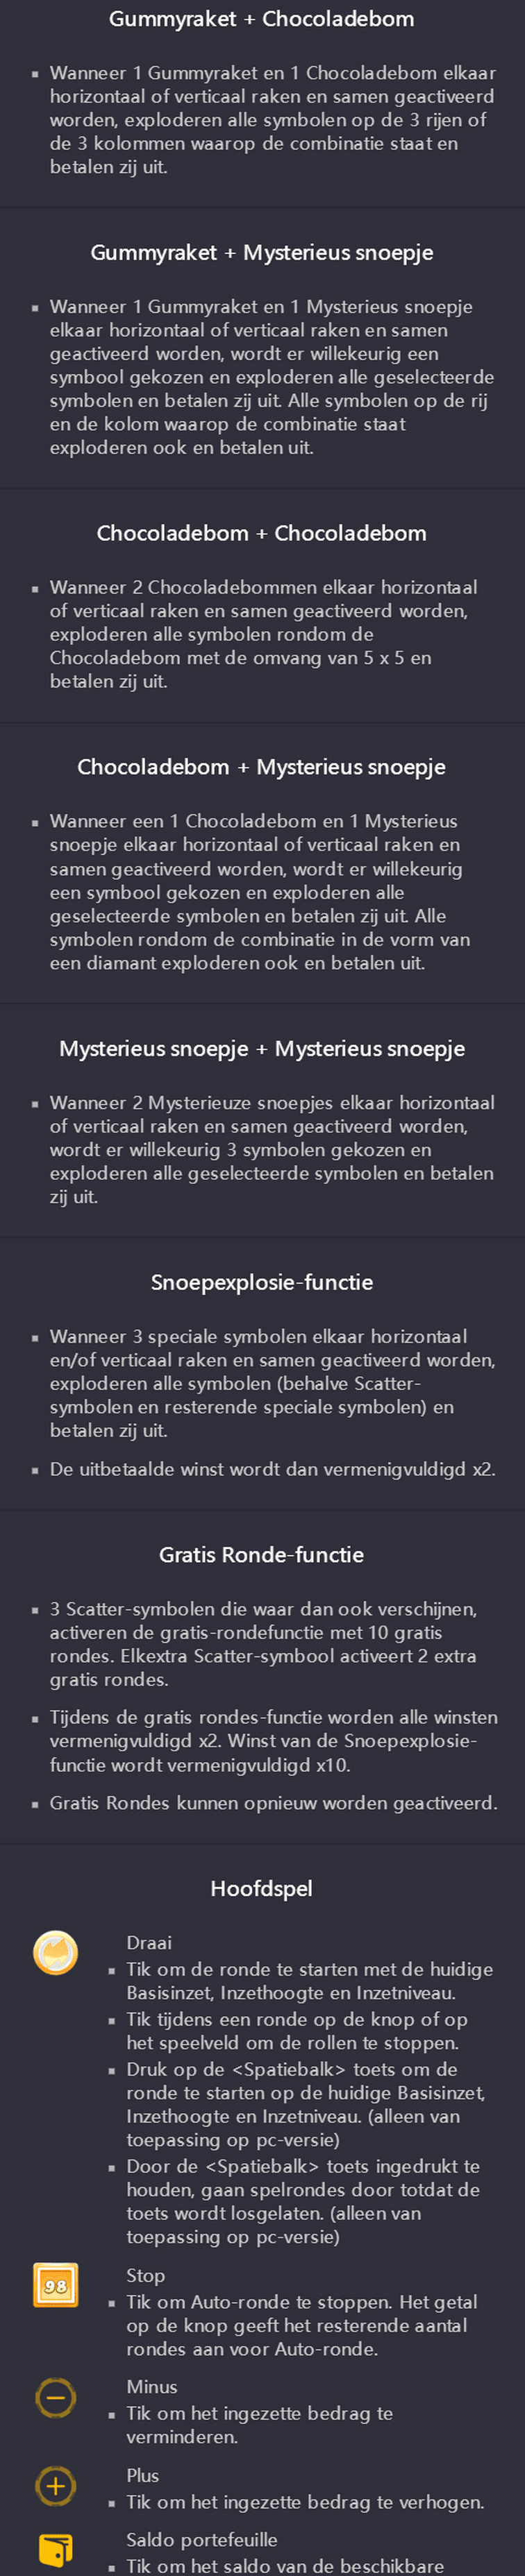 Gummyraket + Chocoladebom
Wanneer 1 Gummyraket en 1 Chocoladebom elkaar
horizontaal of verticaal raken en samen geactiveerd
worden, exploderen alle symbolen op de 3 rijen of
de 3 kolommen waarop de combinatie staat en
betalen zij uit.
Gummyraket + Mysterieus snoepje
Wanneer 1 Gummyraket en 1 Mysterieus snoepje
elkaar horizontaal of verticaal raken en samen
geactiveerd worden, wordt er willekeurig een
symbool gekozen en exploderen alle geselecteerde
symbolen en betalen zij uit. Alle symbolen op de rij
en de kolom waarop de combinatie staat
exploderen ook en betalen uit.
Chocoladebom + Chocoladebom
Wanneer 2 Chocoladebommen elkaar horizontaal
of verticaal raken en samen geactiveerd worden,
exploderen alle symbolen rondom de
Chocoladebom met de omvang van 5 x 5 en
betalen zij uit.
Chocoladebom + Mysterieus snoepje
Wanneer een 1 Chocoladebom en 1 Mysterieus
snoepje elkaar horizontaal of verticaal raken en
samen geactiveerd worden, wordt er willekeurig
een symbool gekozen en exploderen alle
geselecteerde symbolen en betalen zij uit. Alle
symbolen rondom de combinatie in de vorm van
een diamant exploderen ook en betalen uit.
Mysterieus snoepje + Mysterieus snoepje
Wanneer 2 Mysterieuze snoepjes elkaar horizontaal
of verticaal raken en samen geactiveerd worden,
wordt er willekeurig 3 symbolen gekozen en
exploderen alle geselecteerde symbolen en betalen
zij uit.
Snoepexplosie-functie
Wanneer 3 speciale symbolen elkaar horizontaal
en/of verticaal raken en samen geactiveerd worden,
exploderen alle symbolen (behalve Scatter-
symbolen en resterende speciale symbolen) en
betalen zij uit.
De uitbetaalde winst wordt dan vermenigvuldigd x2.
Gratis Ronde-functie
3 Scatter-symbolen die waar dan ook verschijnen,
activeren de gratis-rondefunctie met 10 gratis
rondes. Elkextra Scatter-symbool activeert 2 extra
gratis rondes.
Tijdens de gratis rondes-functie worden alle winsten
vermenigvuldigd x2. Winst van de Snoepexplosie-
functie wordt vermenigvuldigd x10.
Gratis Rondes kunnen opnieuw worden geactiveerd.
Hoofdspel
Draai
Tik om de ronde te starten met de huidige
Basisinzet, Inzethoogte en Inzetniveau.
Tik tijdens een ronde op de knop of op
het speelveld om de rollen te stoppen.
Druk op de <Spatiebalk> toets om de
ronde te starten op de huidige Basisinzet,
Inzethoogte en Inzetniveau. (alleen van
toepassing op pc-versie)
Door de <Spatiebalk> toets ingedrukt te
houden, gaan spelrondes door totdat de
toets wordt losgelaten. (alleen van
toepassing op pc-versie)
98
Stop
Tik om Auto-ronde te stoppen. Het getal
op de knop geeft het resterende aantal
rondes aan voor Auto-ronde.
Minus
Tik om het ingezette bedrag te
verminderen.
Plus
Tik om het ingezette bedrag te verhogen.
Saldo portefeuille
Tik om het saldo van de beschikbare